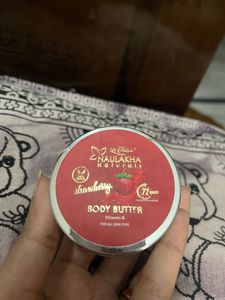 NAULAKHA
Naturals
strawberry
BODY BUTTER
Vitamin-E
FOR ALL SKIN TYPE